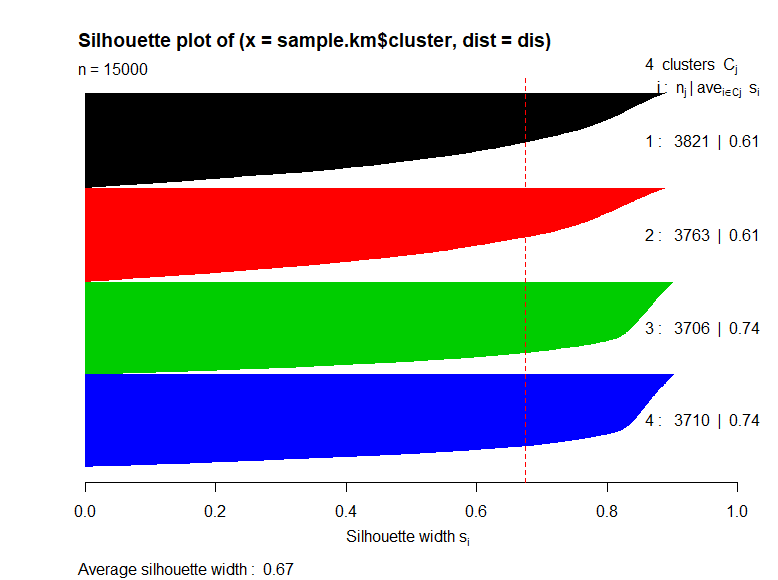 Silhouette plot of (x = sample.km$cluster, dist = dis)
n = 15000
4 clusters Cj
j : nj | avei∈Cj si
1 : 3821 | 0.61
2 : 3763 | 0.61
3 : 3706 | 0.74
4 : 3710 | 0.74
0.0 0.2 0.4 0.6 0.8 1.0
Silhouette width si
Average silhouette width : 0.67